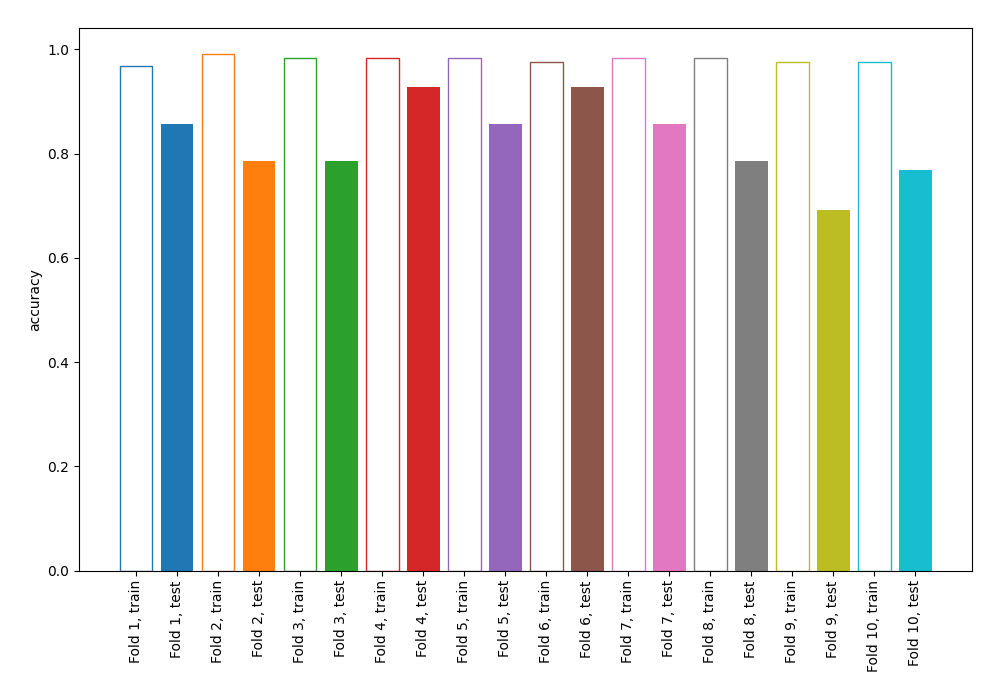 accuracy
1.0
0.8
0.6
0.4
0.2
0.0
Fold 1, train
Fold 1, test
Fold 2, train
Fold 2, test
Fold 3, train
Fold 3, test
Fold 4, train
Fold 4, test
Fold 5, train
Fold 5, test
Fold 6, train
Fold 6, test
Fold 7, train
Fold 7, test
Fold 8, train
Fold 8, test
Fold 9, train
Fold 9, test
Fold 10, train
Fold 10, test